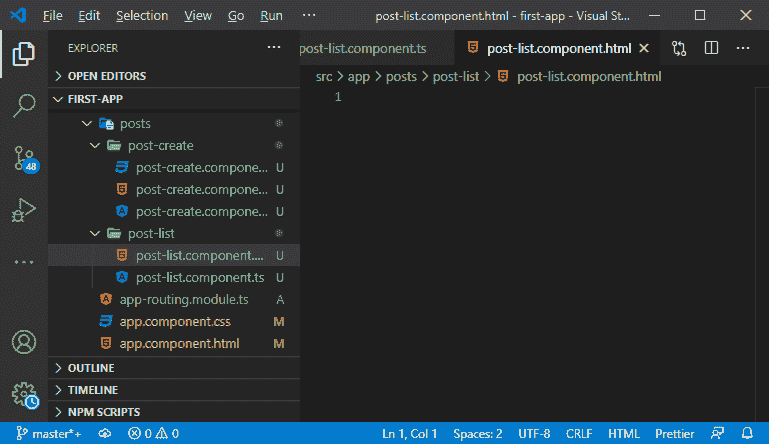 File Edit Selection View Go Run ··· post-list.component.html - first-app - Visual St...
EXPLORER ···
post-list.component.ts post-list.component.html
OPEN EDITORS
src > app > posts > post-list > post-list.component.html
FIRST-APP
1
posts
post-create
post-create.compone... U
48
post-create.compone... U
post-create.compone... U
post-list
post-list.component.... U
post-list.component.ts U
app-routing.module.ts A
app.component.css M
app.component.html M
OUTLINE
TIMELINE
NPM SCRIPTS
master*+ 0 0 Ln 1, Col 1 Spaces: 2 UTF-8 CRLF HTML Prettier